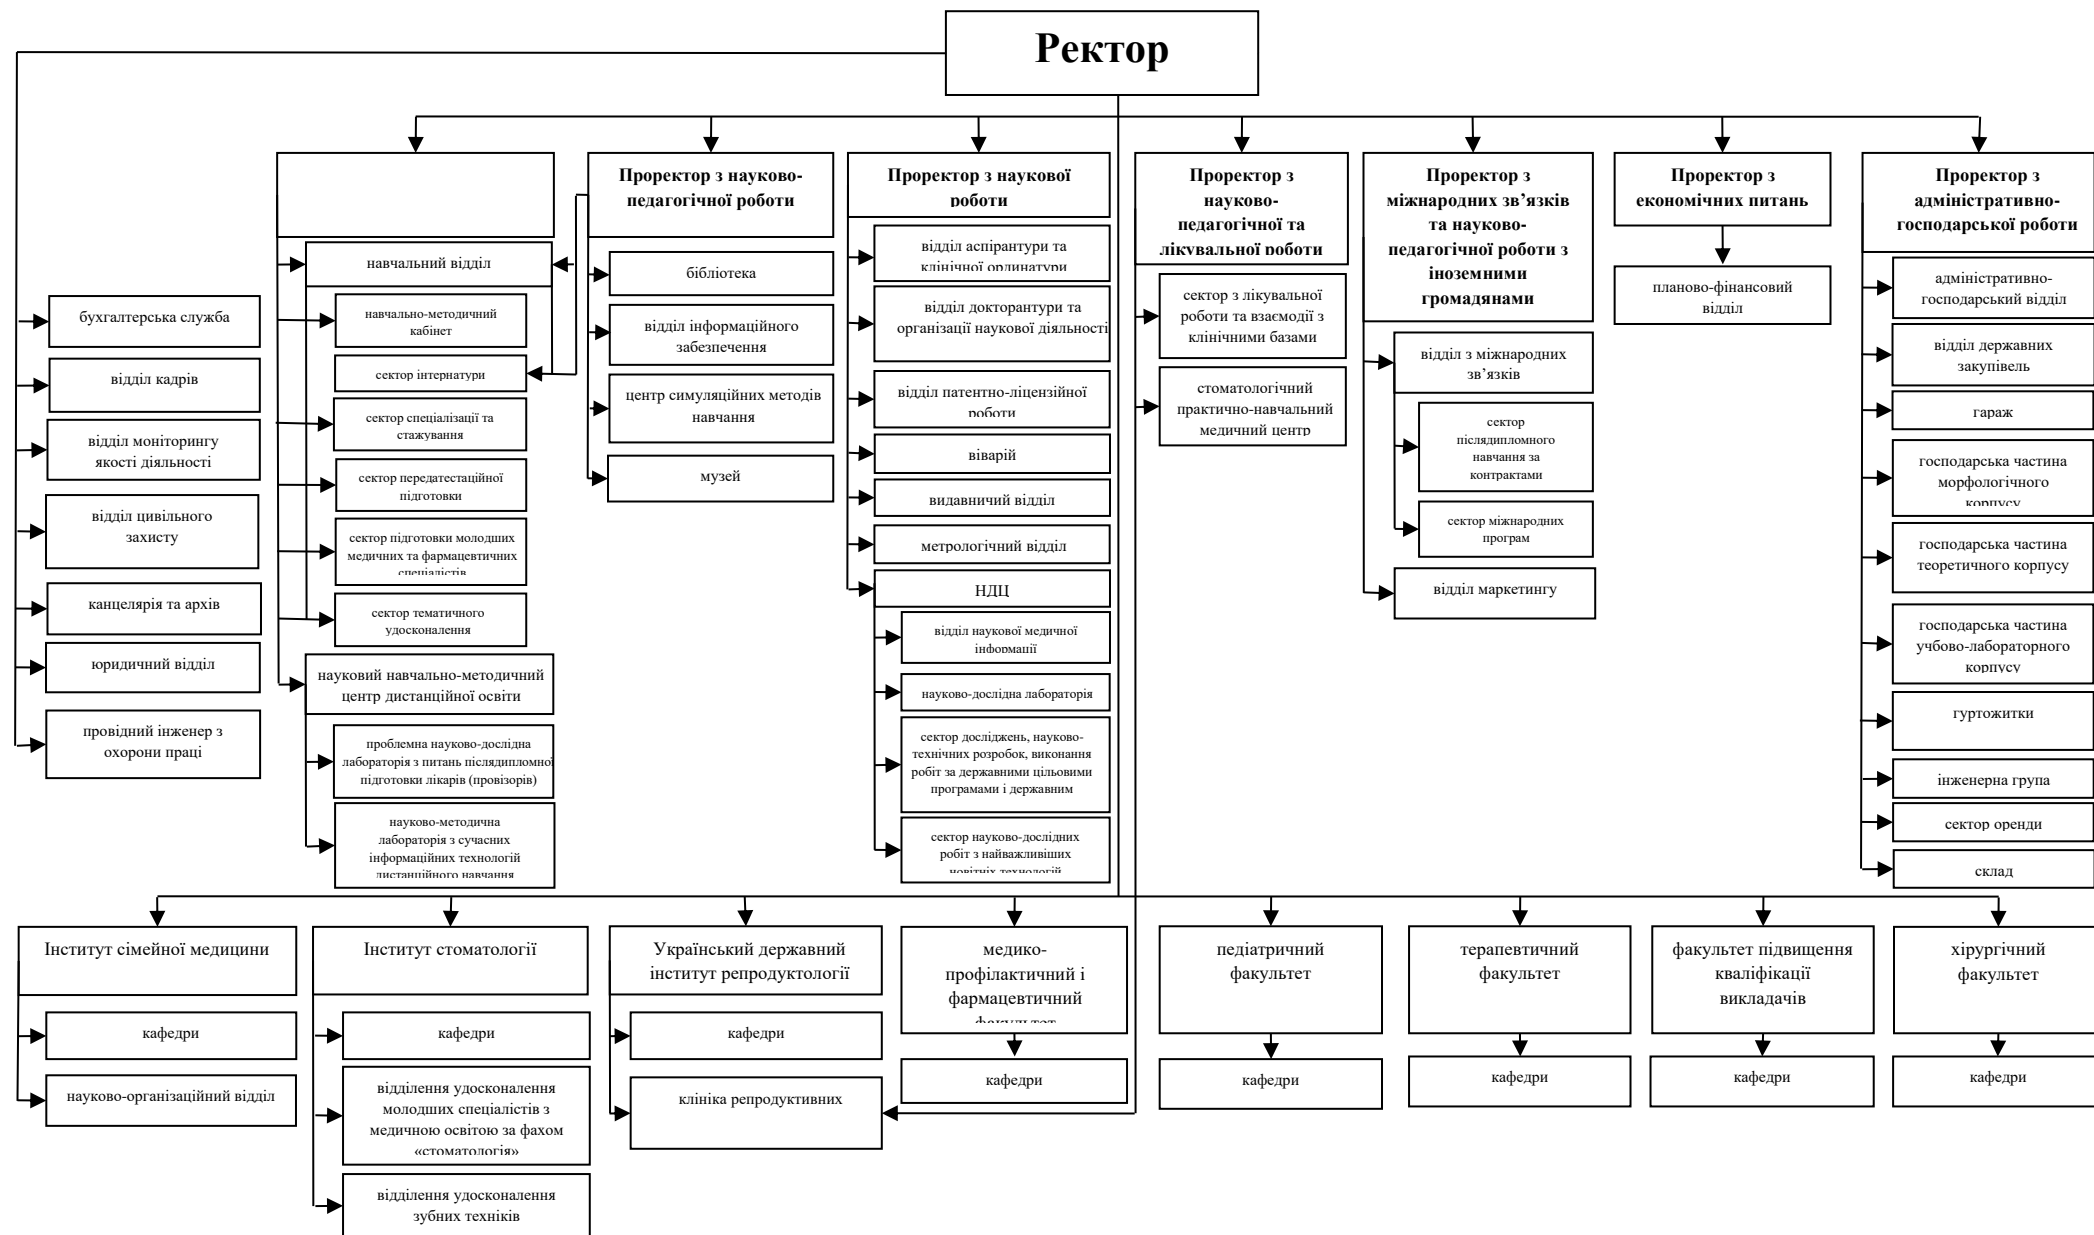 Ректор
Проректор з науково-
педагогічної роботи
Проректор з наукової
роботи
Проректор з
науково-
педагогічної та
лікувальної роботи
Проректор з
міжнародних зв’язків
та науково-
педагогічної роботи з
іноземними
громадянами
Проректор з
економічних питань
Проректор з
адміністративно-
господарської роботи
бухгалтерська служба
відділ кадрів
відділ моніторингу
якості діяльності
відділ цивільного
захисту
канцелярія та архів
юридичний відділ
провідний інженер з
охорони праці
навчальний відділ
навчально-методичний
кабінет
сектор інтернатури
сектор спеціалізації та
стажування
сектор передатестаційної
підготовки
сектор підготовки молодших
медичних та фармацевтичних
спеціалістів
сектор тематичного
удосконалення
науковий навчально-методичний
центр дистанційної освіти
проблемна науково-дослідна
лабораторія з питань післядипломної
підготовки лікарів (провізорів)
науково-методична
лабораторія з сучасних
інформаційних технологій
дистанційного навчання
бібліотека
відділ інформаційного
забезпечення
центр симуляційних методів
навчання
музей
відділ аспірантури та
клінічної ординатури
відділ докторантури та
організації наукової діяльності
відділ патентно-ліцензійної
роботи
віварій
видавничий відділ
метрологічний відділ
НДЦ
відділ наукової медичної
інформації
науково-дослідна лабораторія
сектор досліджень, науково-
технічних розробок, виконання
робіт за державними цільовими
програмами і державним
сектор науково-дослідних
робіт з найважливіших
новітніх технологій
сектор з лікувальної
роботи та взаємодії з
клінічними базами
стоматологічний
практично-навчальний
медичний центр
відділ з міжнародних
зв’язків
сектор
післядипломного
навчання за
контрактами
сектор міжнародних
програм
відділ маркетингу
планово-фінансовий
відділ
адміністративно-
господарський відділ
відділ державних
закупівель
гараж
господарська частина
морфологічного
корпусу
господарська частина
теоретичного корпусу
господарська частина
учбово-лабораторного
корпусу
гуртожитки
інженерна група
сектор оренди
склад
Інститут сімейної медицини
кафедри
науково-організаційний відділ
Інститут стоматології
кафедри
відділення удосконалення
молодших спеціалістів з
медичною освітою за фахом
«стоматологія»
відділення удосконалення
зубних техніків
Український державний
інститут репродуктології
кафедри
клініка репродуктивних
медико-
профілактичний і
фармацевтичний
факультет
кафедри
педіатричний
факультет
кафедри
терапевтичний
факультет
кафедри
факультет підвищення
кваліфікації
викладачів
кафедри
хірургічний
факультет
кафедри